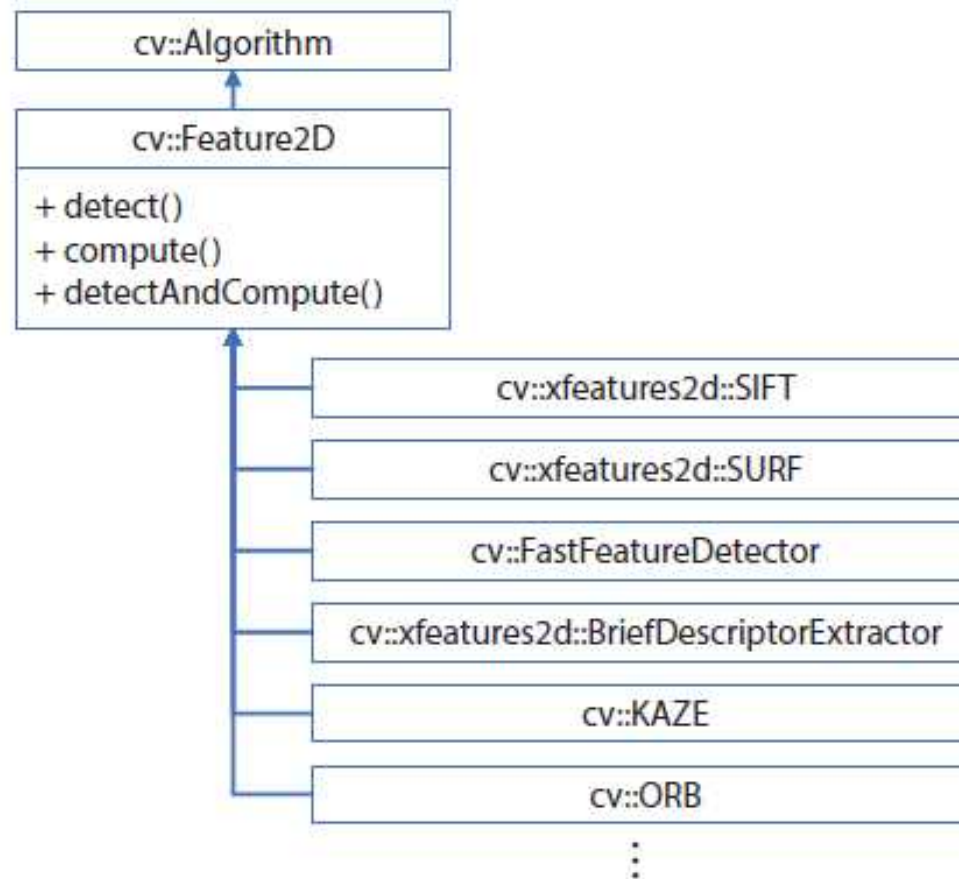 cv::Algorithm
cv::Feature2D
+ detect()
+ compute()
+ detectAndCompute()
cv::xfeatures2d::SIFT
cv::xfeatures2d::SURF
cv::FastFeatureDetector
cv::xfeatures2d::BriefDescriptorExtractor
cv::KAZE
cv::ORB
⋮